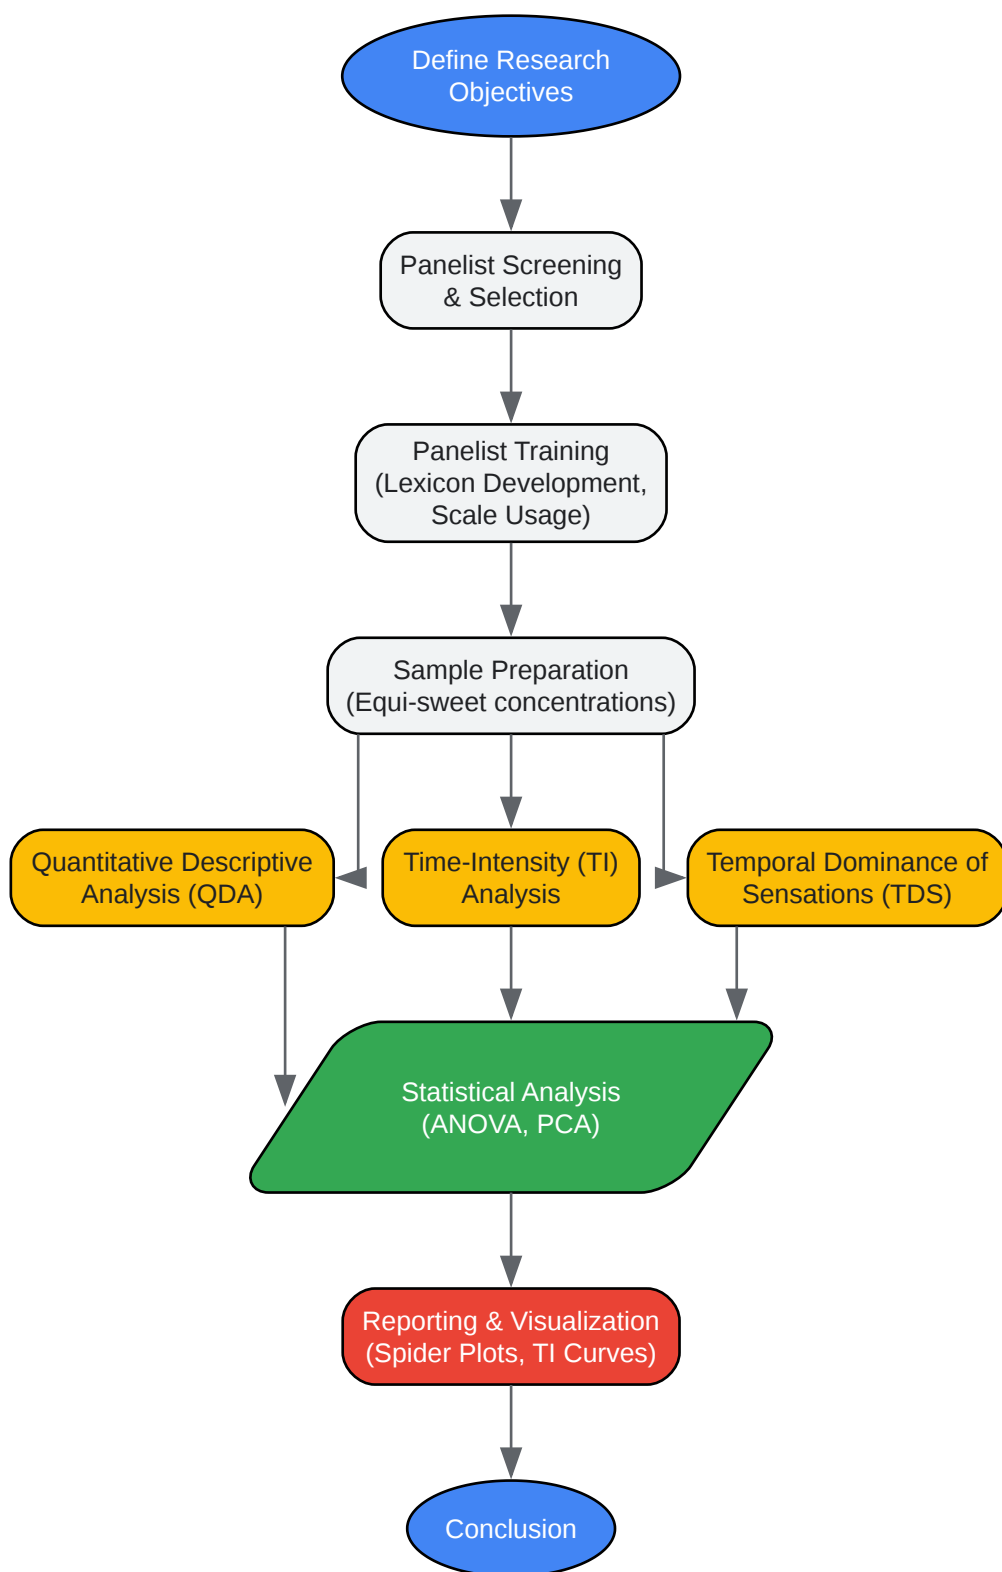 Define Research
Objectives
Panelist Screening
& Selection
Panelist Training
(Lexicon Development,
Scale Usage)
Sample Preparation
(Equi-sweet concentrations)
Quantitative Descriptive
Analysis (QDA)
Time-Intensity (TI)
Analysis
Temporal Dominance of
Sensations (TDS)
Statistical Analysis
(ANOVA, PCA)
Reporting & Visualization
(Spider Plots, TI Curves)
Conclusion